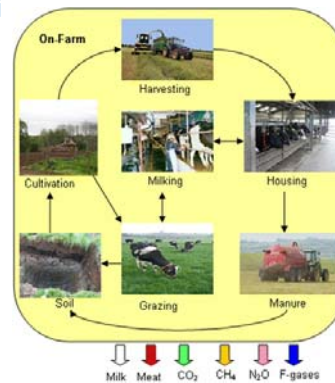 On-Farm
Harvesting
Cultivation
Milking
Housing
Soil
Grazing
Manure
Milk Meat CO₂ CH₄ N₂O F-gases